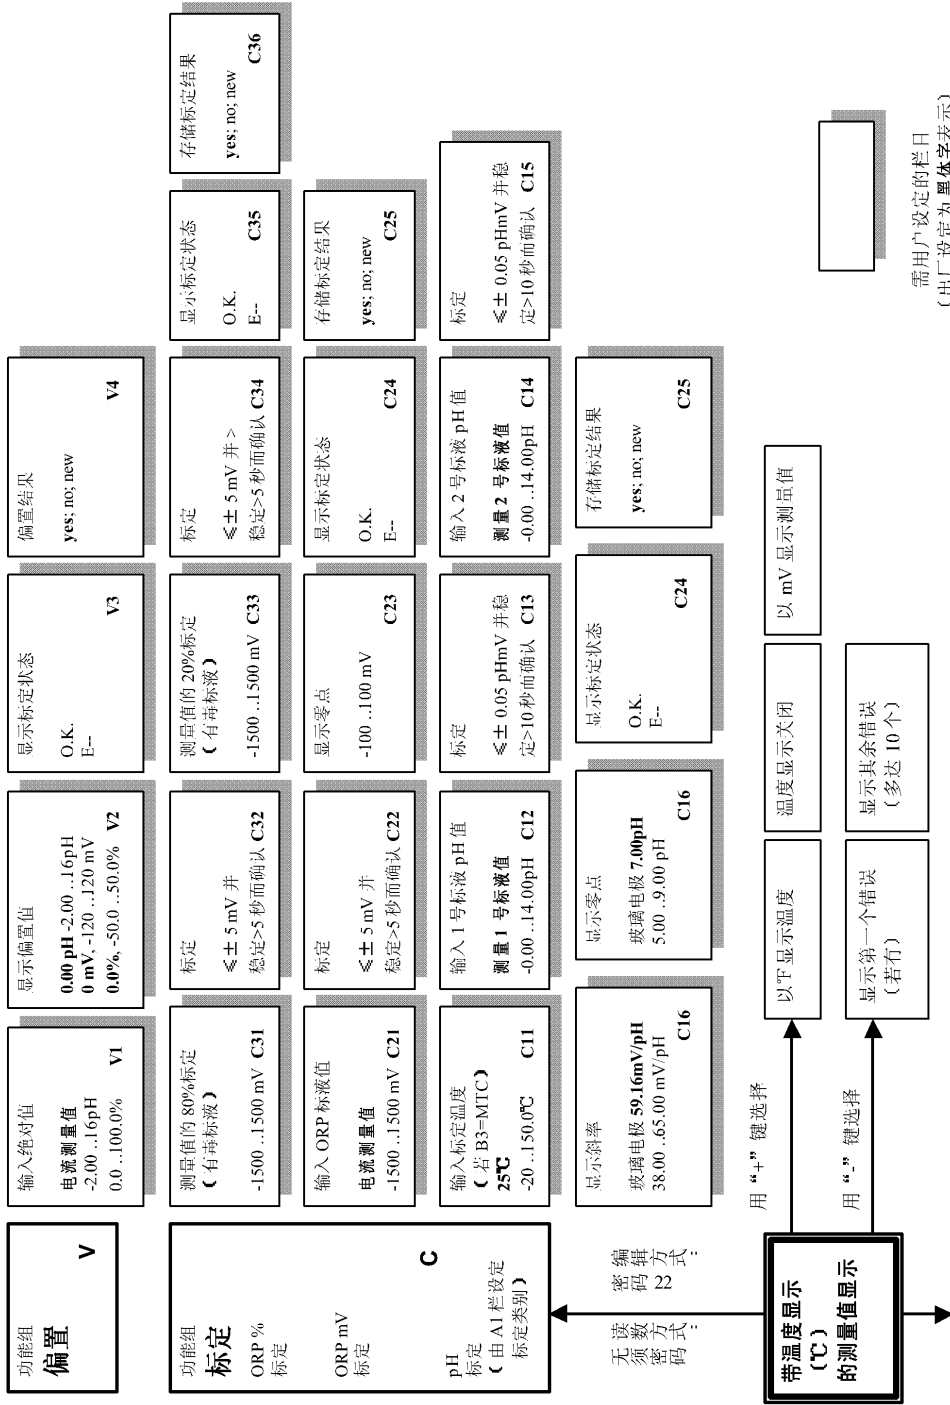 功能组
偏置
V
输入绝对值
电流测量值
-2.00 ..16pH
0.0 ..100.0%
V1
显示偏置值
0.00 pH -2.00 ..16pH
0 mV, -120 ..120 mV
0.0%, -50.0 ..50.0% V2
显示标定状态
O.K.
E--
V3
偏置结果
yes; no; new
V4
功能组
标定
ORP %
标定
ORP mV
标定
pH
标定
（由 A1 栏设定
标定类别）
C
测量值的 80%标定
（有毒标液）
-1500 ..1500 mV C31
标定
≤± 5 mV 并
稳定>5 秒而确认 C32
测量值的 20%标定
（有毒标液）
-1500 ..1500 mV C33
标定
≤± 5 mV 并 >
稳定>5 秒而确认 C34
显示标定状态
O.K.
E--
C35
存储标定结果
yes; no; new
C36
输入 ORP 标液值
电流测量值
-1500 ..1500 mV C21
标定
≤± 5 mV 并
稳定>5 秒而确认 C22
显示零点
-100 ..100 mV
C23
显示标定状态
O.K.
E--
C24
存储标定结果
yes; no; new
C25
输入标定温度
（若 B3=MTC）
25℃
-20 ..150.0℃
C11
输入 1 号标液 pH 值
测量 1 号标液值
-0.00 ..14.00pH C12
标定
≤± 0.05 pHmV 并稳
定>10 秒而确认 C13
输入 2 号标液 pH 值
测量 2 号标液值
-0.00 ..14.00pH C14
标定
≤± 0.05 pHmV 并稳
定>10 秒而确认 C15
显示斜率
玻璃电极 59.16mV/pH
38.00 ..65.00 mV/pH
C16
显示零点
玻璃电极 7.00pH
5.00 ..9.00 pH
C16
显示标定状态
O.K.
E--
C24
存储标定结果
yes; no; new
C25
无须密码
读数方式：
密码 22
编辑方式：
带温度显示
（℃）
的测量值显示
用 “+” 键选择
以℉显示温度
温度显示关闭
以 mV 显示测量值
用 “-” 键选择
显示第一个错误
（若有）
显示其余错误
（多达 10 个）
需用户设定的栏日
（出厂设定为黑体字表示）